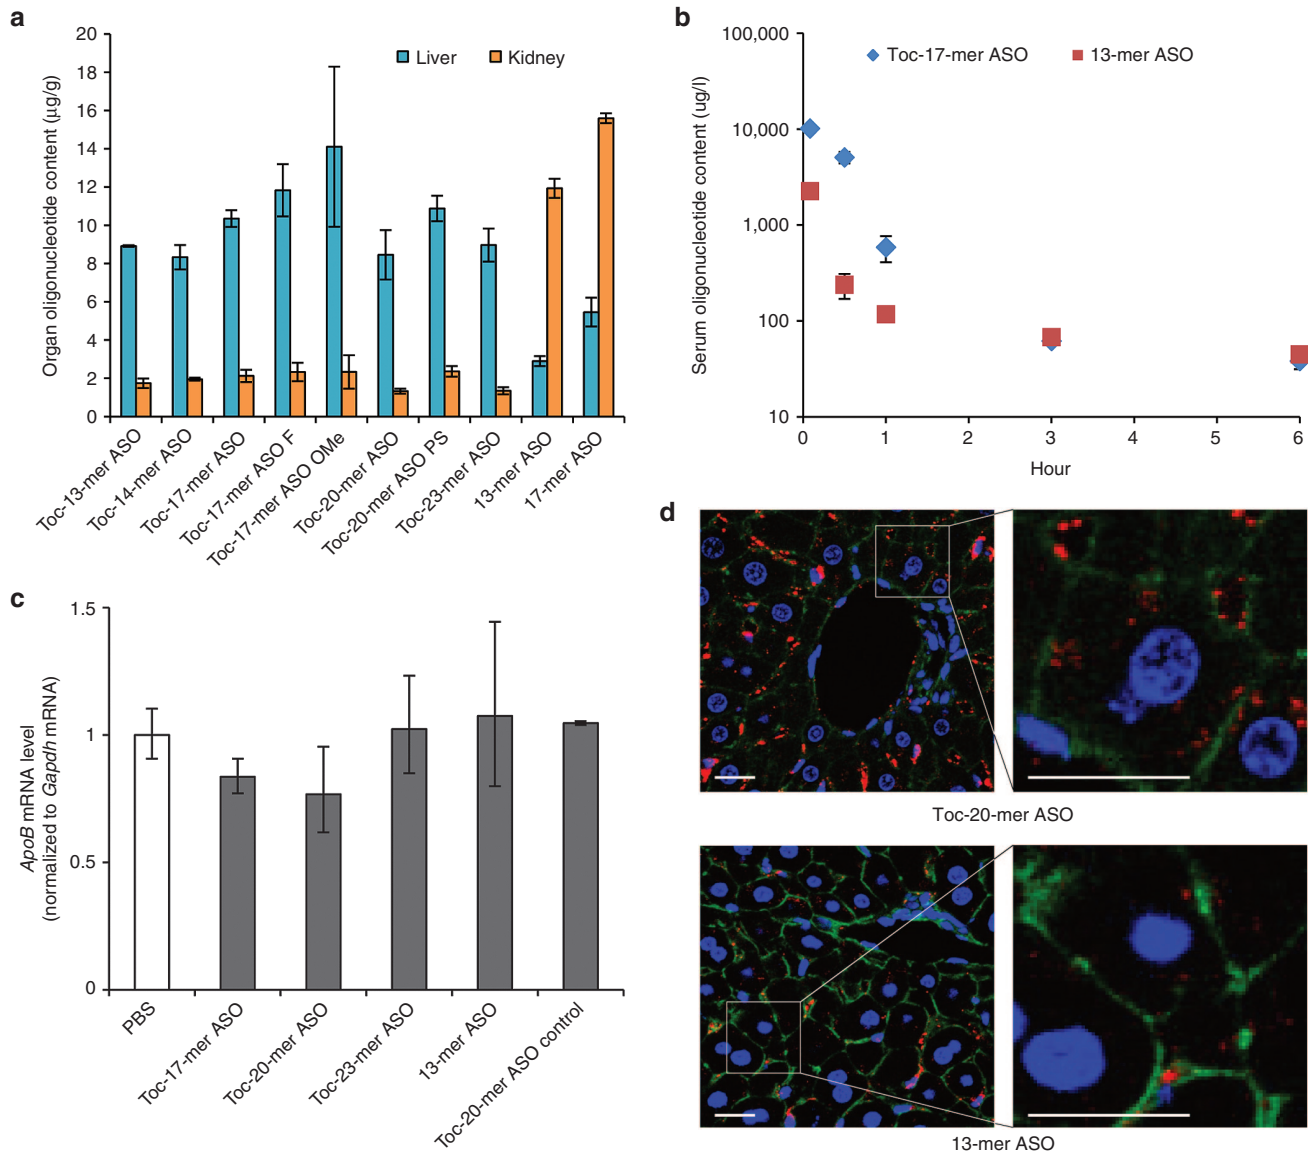 a
20
18
16
14
12
10
8
6
4
2
0
Organ oligonucleotide content (µg/g)
Liver
Kidney
Toc-13-mer ASO
Toc-14-mer ASO
Toc-17-mer ASO
Toc-17-mer ASO F
Toc-17-mer ASO OMe
Toc-20-mer ASO
Toc-20-mer ASO PS
Toc-23-mer ASO
13-mer ASO
17-mer ASO
b
100,000
10,000
1,000
100
10
Serum oligonucleotide content (ug/l)
Toc-17-mer ASO
13-mer ASO
0
1
2
3
4
5
6
Hour
c
1.5
1
0.5
0
ApoB mRNA level
(normalized to Gapdh mRNA)
PBS
Toc-17-mer ASO
Toc-20-mer ASO
Toc-23-mer ASO
13-mer ASO
Toc-20-mer ASO control
d
Toc-20-mer ASO
13-mer ASO